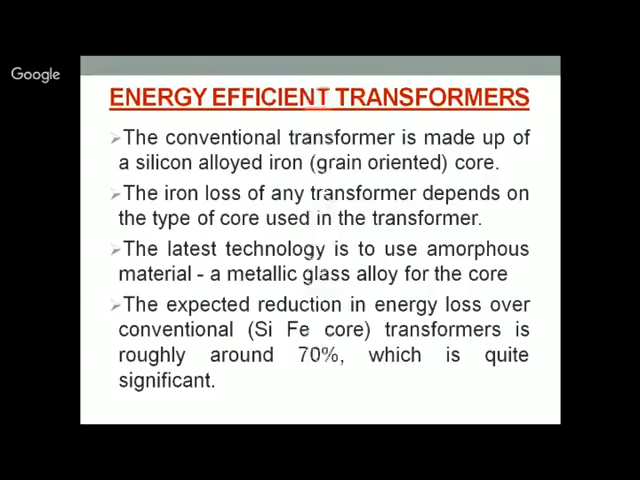 Google
ENERGY EFFICIENT TRANSFORMERS
➢The conventional transformer is made up of
a silicon alloyed iron (grain oriented) core.
➢The iron loss of any transformer depends on
the type of core used in the transformer.
➢The latest technology is to use amorphous
material - a metallic glass alloy for the core
➢The expected reduction in energy loss over
conventional (Si Fe core) transformers is
roughly around 70%, which is quite
significant.